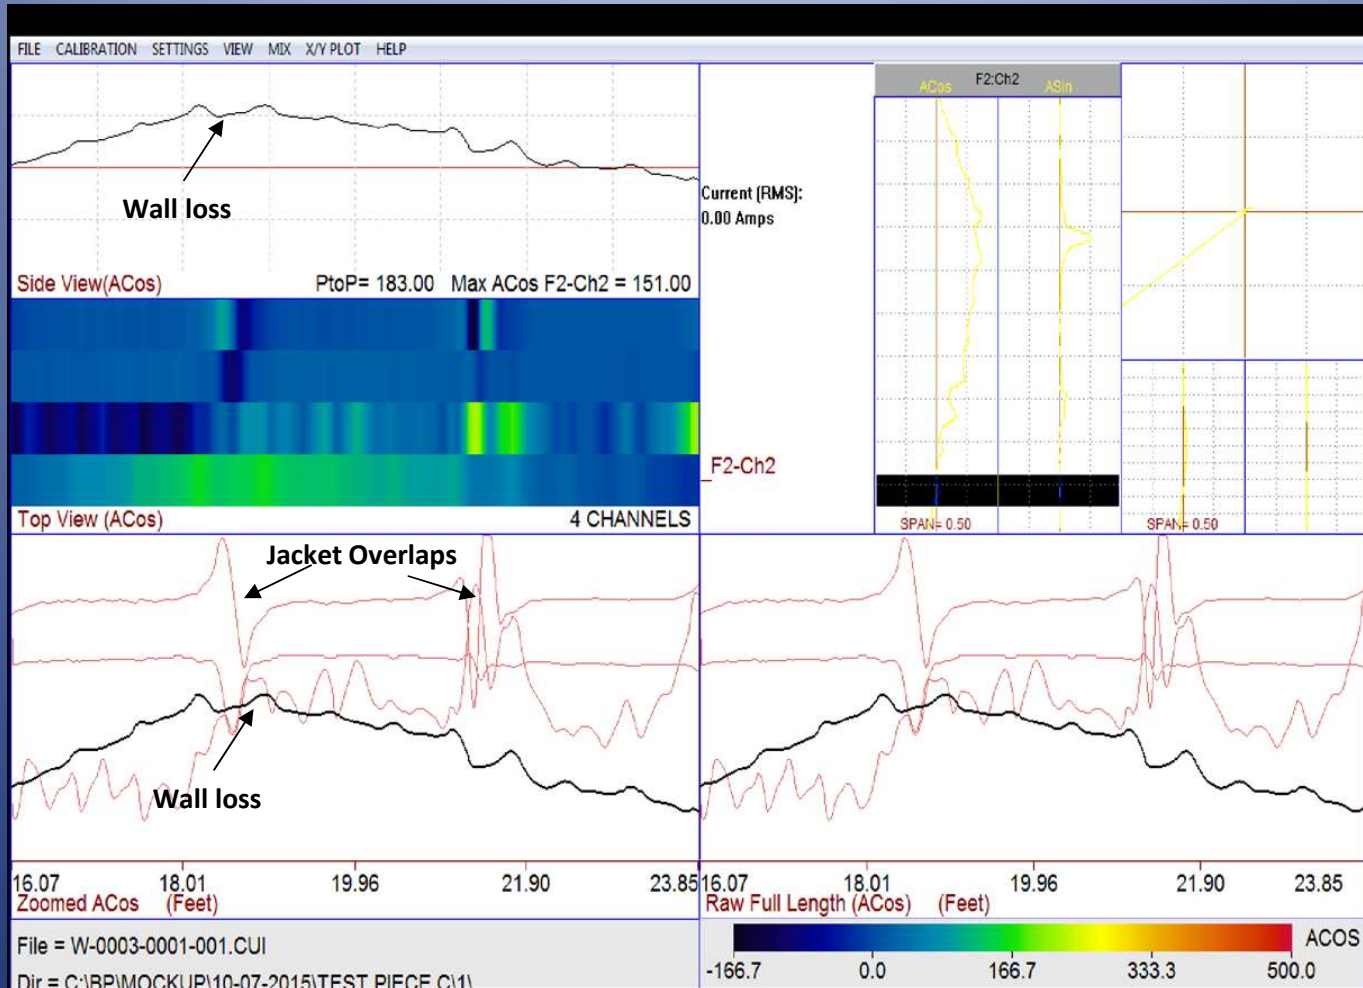 FILE CALIBRATION SETTINGS VIEW MIX X/Y PLOT HELP
Wall loss
Side View(ACos) PtoP= 183.00 Max ACos F2-Ch2 = 151.00
Current (RMS):
0.00 Amps
F2:Ch2
ACos ASin
_F2-Ch2
SPAN= 0.50 SPAN= 0.50
Top View (ACos) 4 CHANNELS
Jacket Overlaps
Wall loss
16.07 18.01 19.96 21.90 23.85
Zoomed ACos (Feet)
16.07 18.01 19.96 21.90 23.85
Raw Full Length (ACos) (Feet)
File = W-0003-0001-001.CUI
Dir = C:\BP\MOCKUP\10-07-2015\TEST PIECE C\1\
ACOS
-166.7 0.0 166.7 333.3 500.0